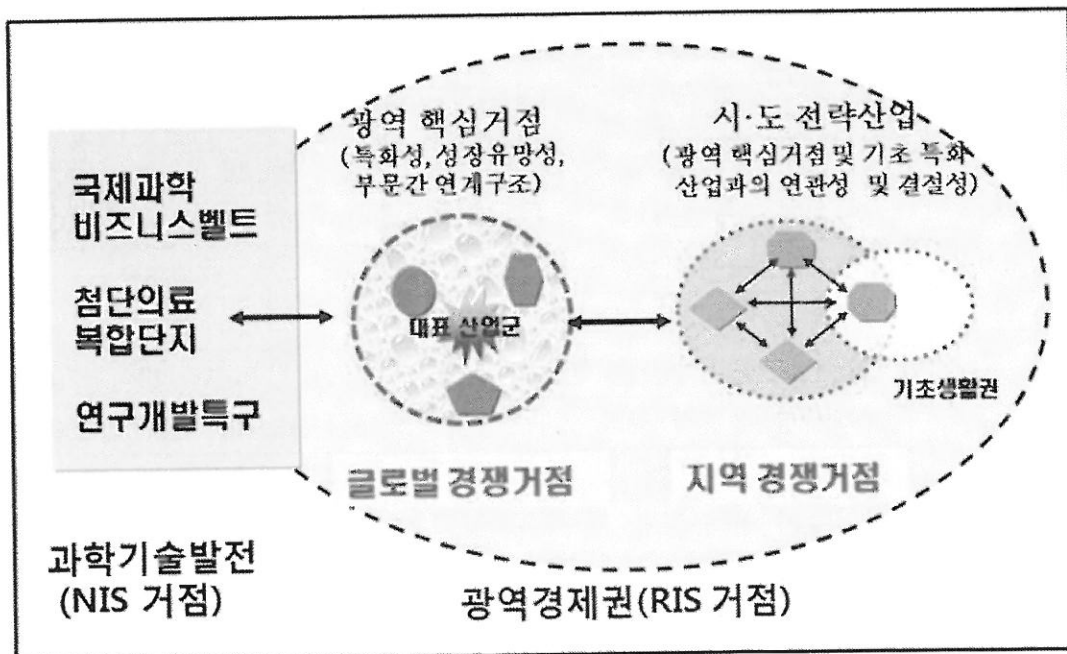 국제과학
비즈니스벨트
첨단의료
복합단지
연구개발특구
과학기술발전
(NIS 거점)
광역 핵심거점
(특화성, 성장유망성,
부문간 연계구조)
대표 산업군
글로벌 경쟁거점
시·도 전략산업
(광역 핵심거점 및 기초 특화
산업과의 연관성 및 결절성)
기초생활권
지역 경쟁거점
광역경제권(RIS 거점)